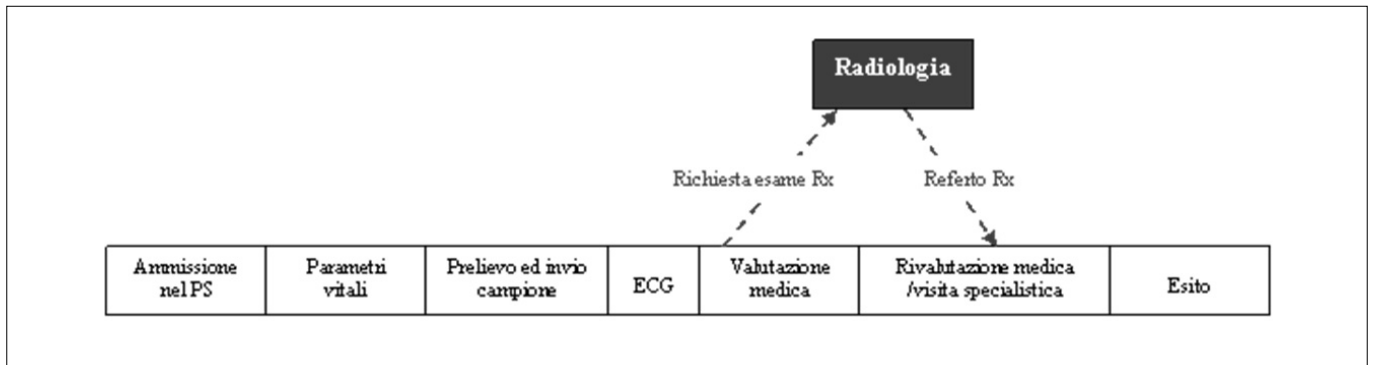 Radiologia
Richiesta esame Rx
Referto Rx
Ammissione
nel PS
Parametri
vitali
Prelievo ed invio
campione
ECG
Valutazione
medica
Rivalutazione medica
/visita specialistica
Esito